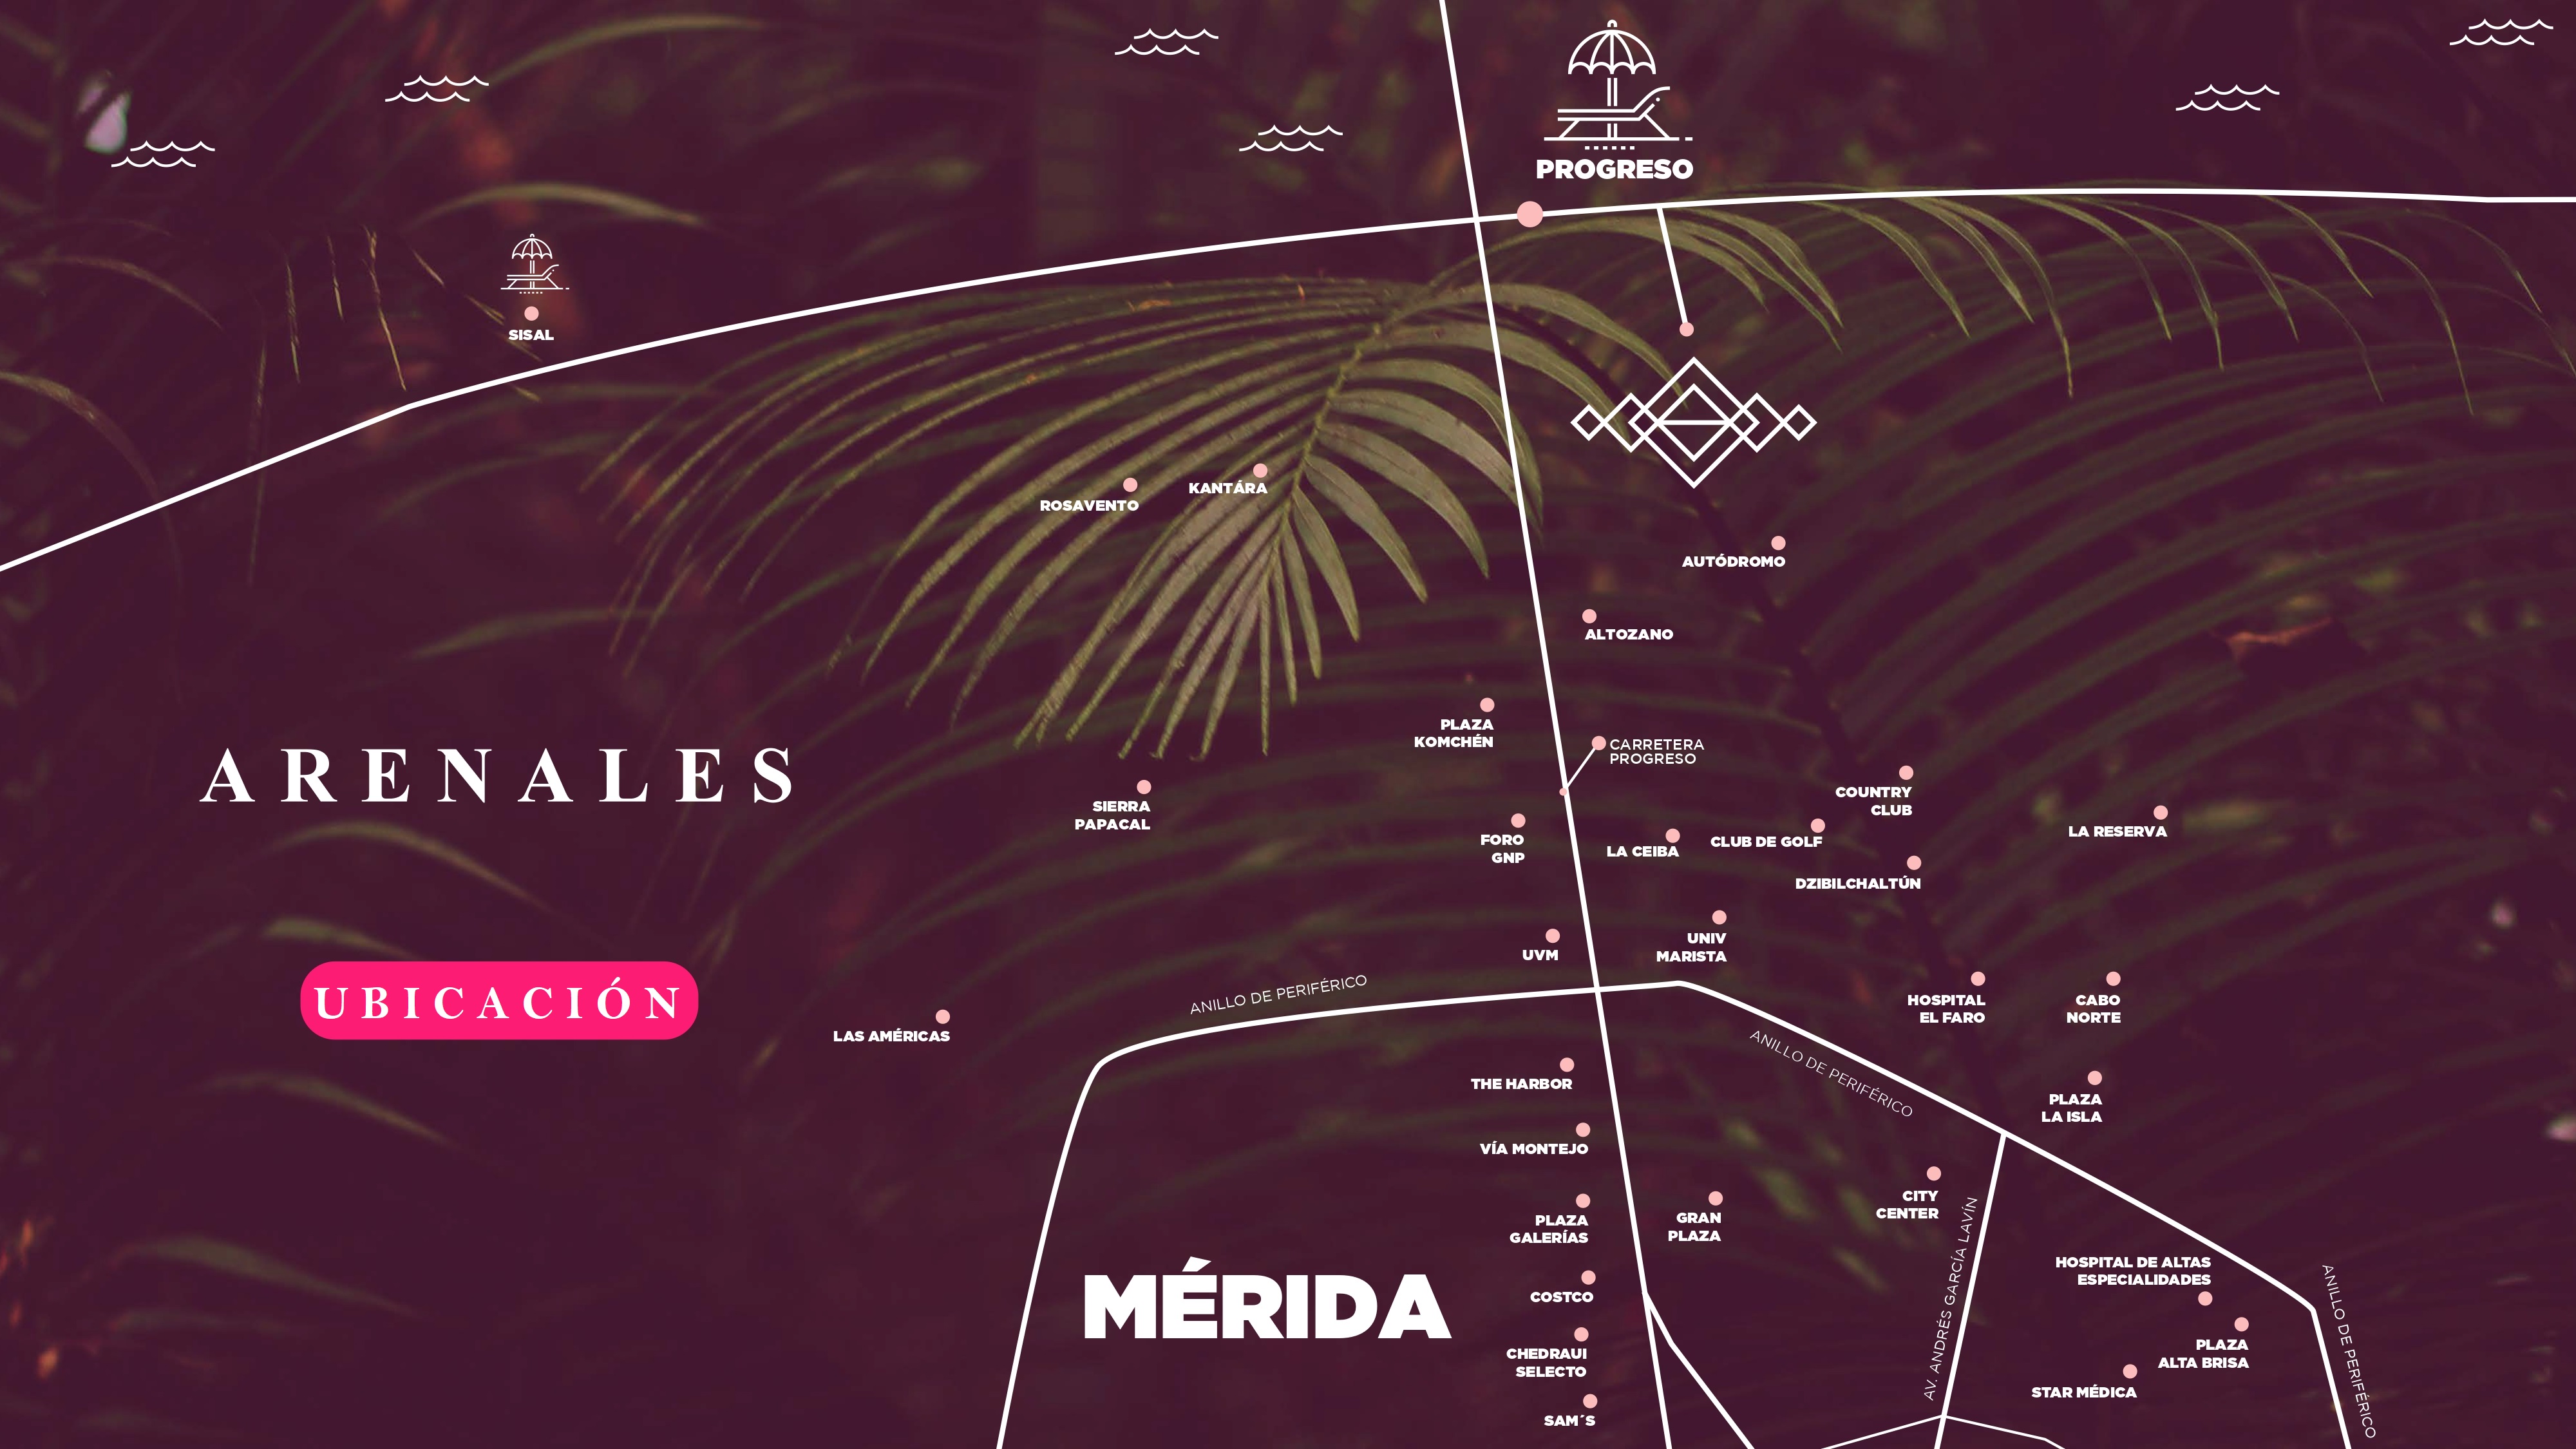 PROGRESO
SISAL
KANTÁRA
ROSAVENTO
AUTÓDROMO
ALTOZANO
PLAZA
KOMCHÉN
CARRETERA
PROGRESO
ARENALES
SIERRA
PAPACAL
COUNTRY
CLUB
LA RESERVA
FORO
GNP
LA CEIBA
CLUB DE GOLF
DZIBILCHALTÚN
UVM
UNIV
MARISTA
UBICACIÓN
LAS AMÉRICAS
ANILLO DE PERIFÉRICO
HOSPITAL
EL FARO
CABO
NORTE
ANILLO DE PERIFÉRICO
THE HARBOR
PLAZA
LA ISLA
VÍA MONTEJO
CITY
CENTER
PLAZA
GALERÍAS
GRAN
PLAZA
AV. ANDRÉS GARCÍA LAVÍN
HOSPITAL DE ALTAS
ESPECIALIDADES
MÉRIDA
COSTCO
ANILLO DE PERIFÉRICO
PLAZA
ALTA BRISA
CHEDRAUI
SELECTO
STAR MÉDICA
SAM´S